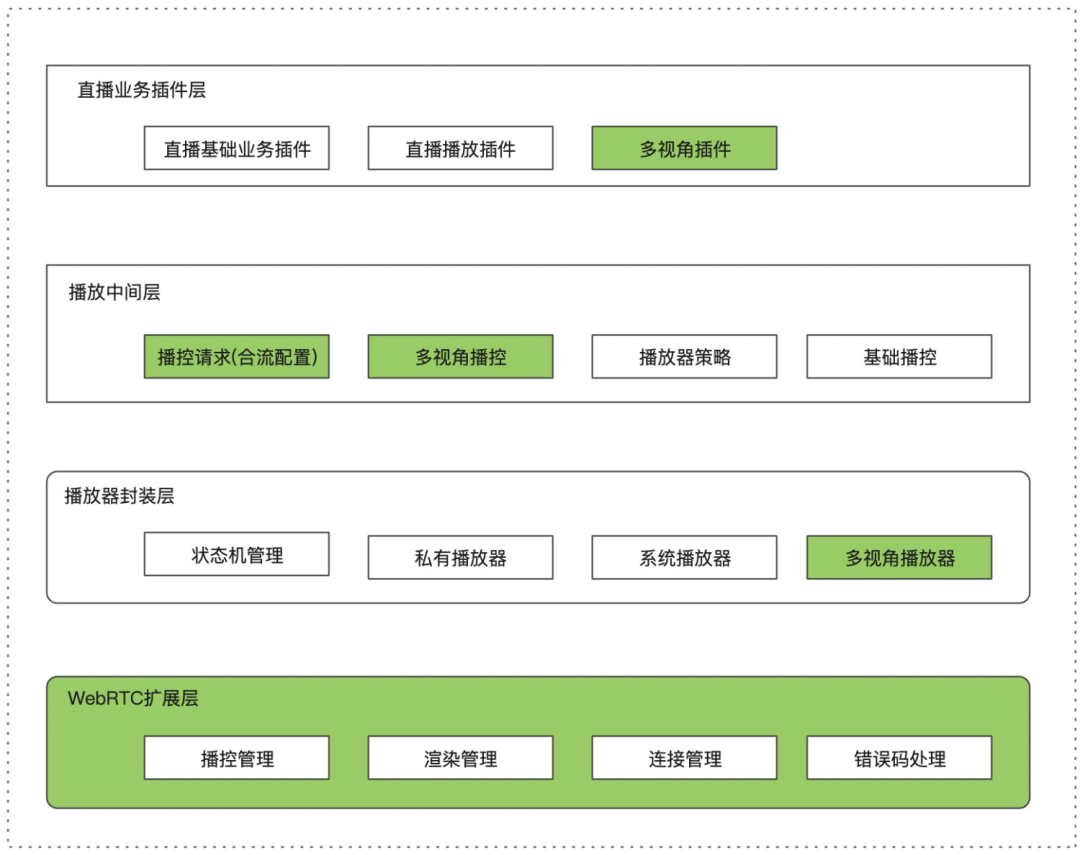 直播业务插件层
直播基础业务插件
直播播放插件
多视角插件
播放中间层
播控请求(合流配置)
多视角播控
播放器策略
基础播控
播放器封装层
状态机管理
私有播放器
系统播放器
多视角播放器
WebRTC扩展层
播控管理
渲染管理
连接管理
错误码处理